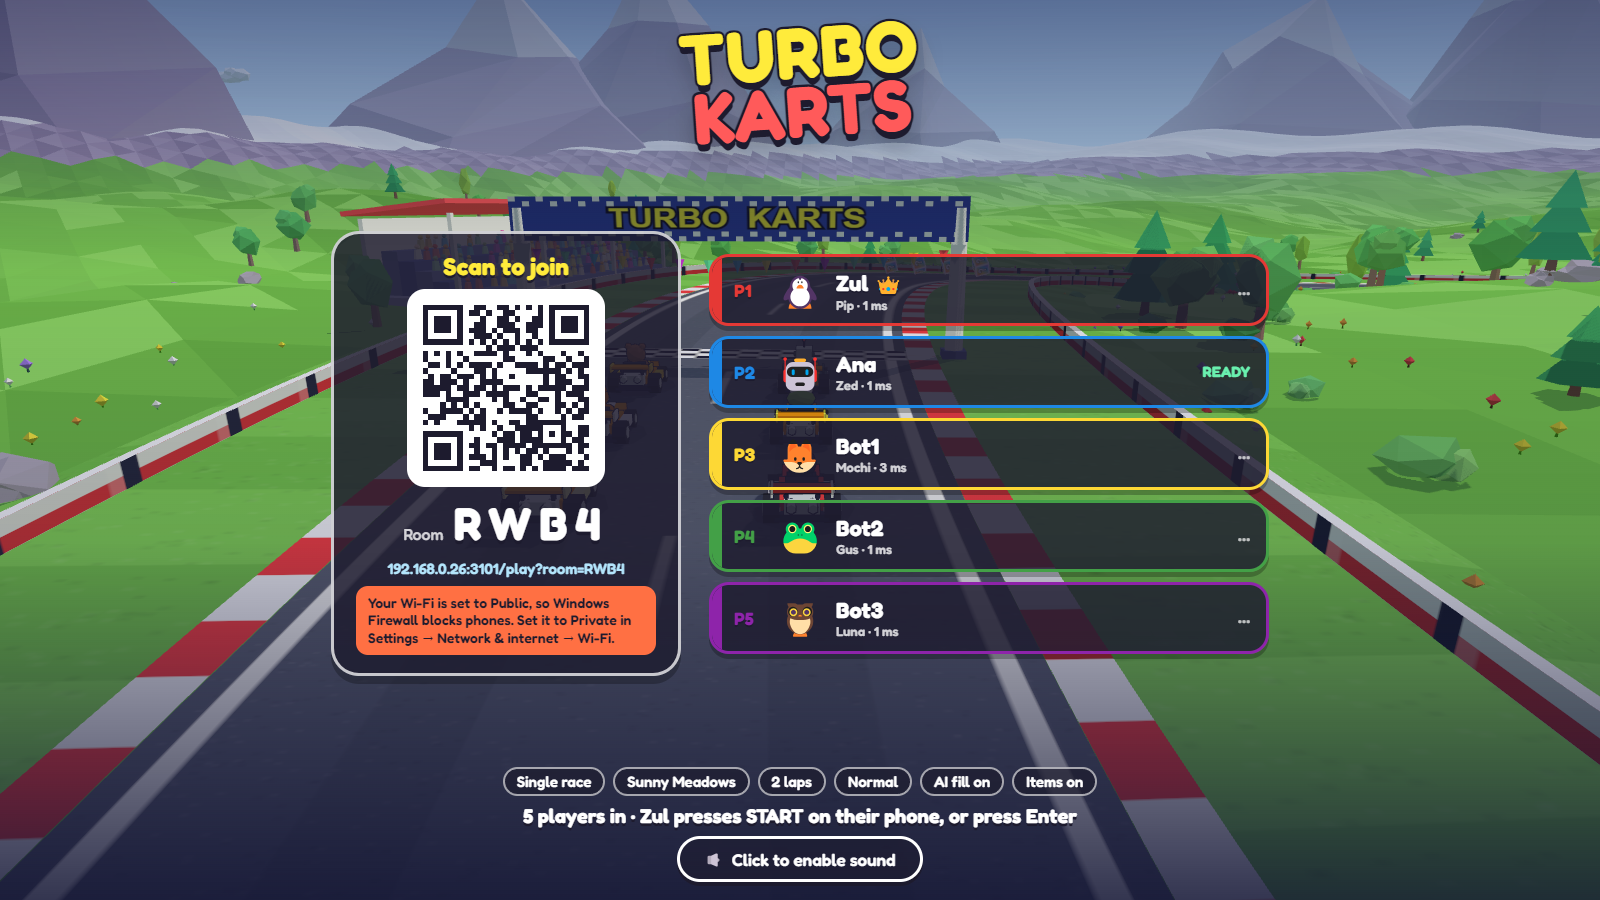 TURBO
KARTS
TURBO KARTS
Scan to join
Room RWB4
192.168.0.26:3101/play?room=RWB4
Your Wi-Fi is set to Public, so Windows
Firewall blocks phones. Set it to Private in
Settings → Network & internet → Wi-Fi.
P1 Zul ...
Pip · 1 ms
P2 Ana READY
Zed · 1 ms
P3 Bot1 ...
Mochi · 3 ms
P4 Bot2 ...
Gus · 1 ms
P5 Bot3 ...
Luna · 1 ms
Single race Sunny Meadows 2 laps Normal AI fill on Items on
5 players in · Zul presses START on their phone, or press Enter
Click to enable sound